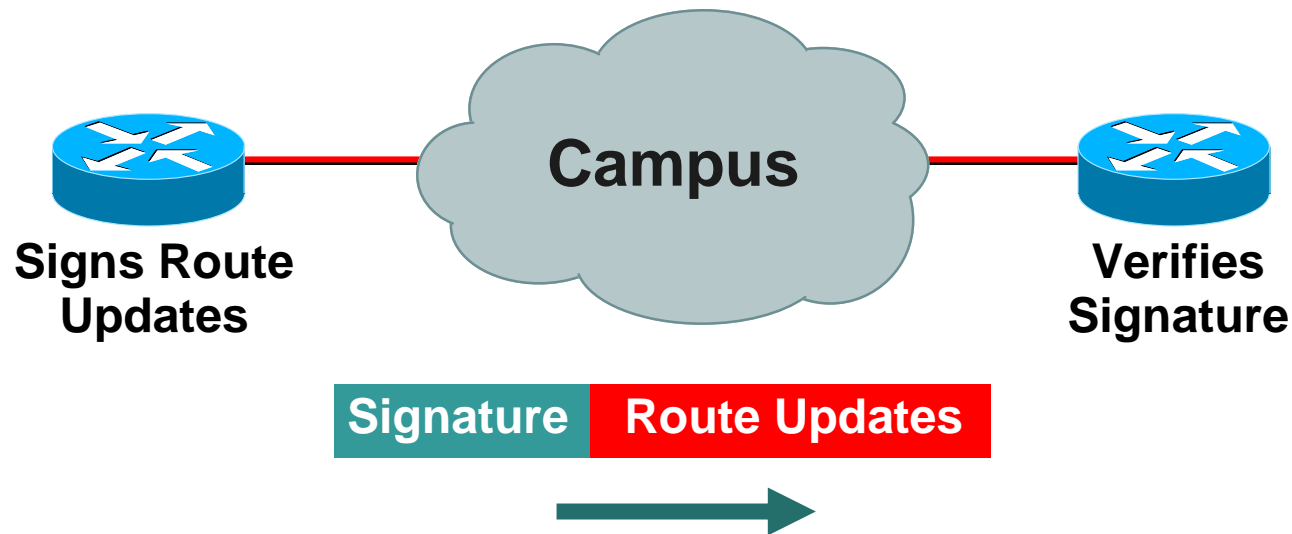 Campus
Signs Route
Updates
Verifies
Signature
Signature
Route Updates